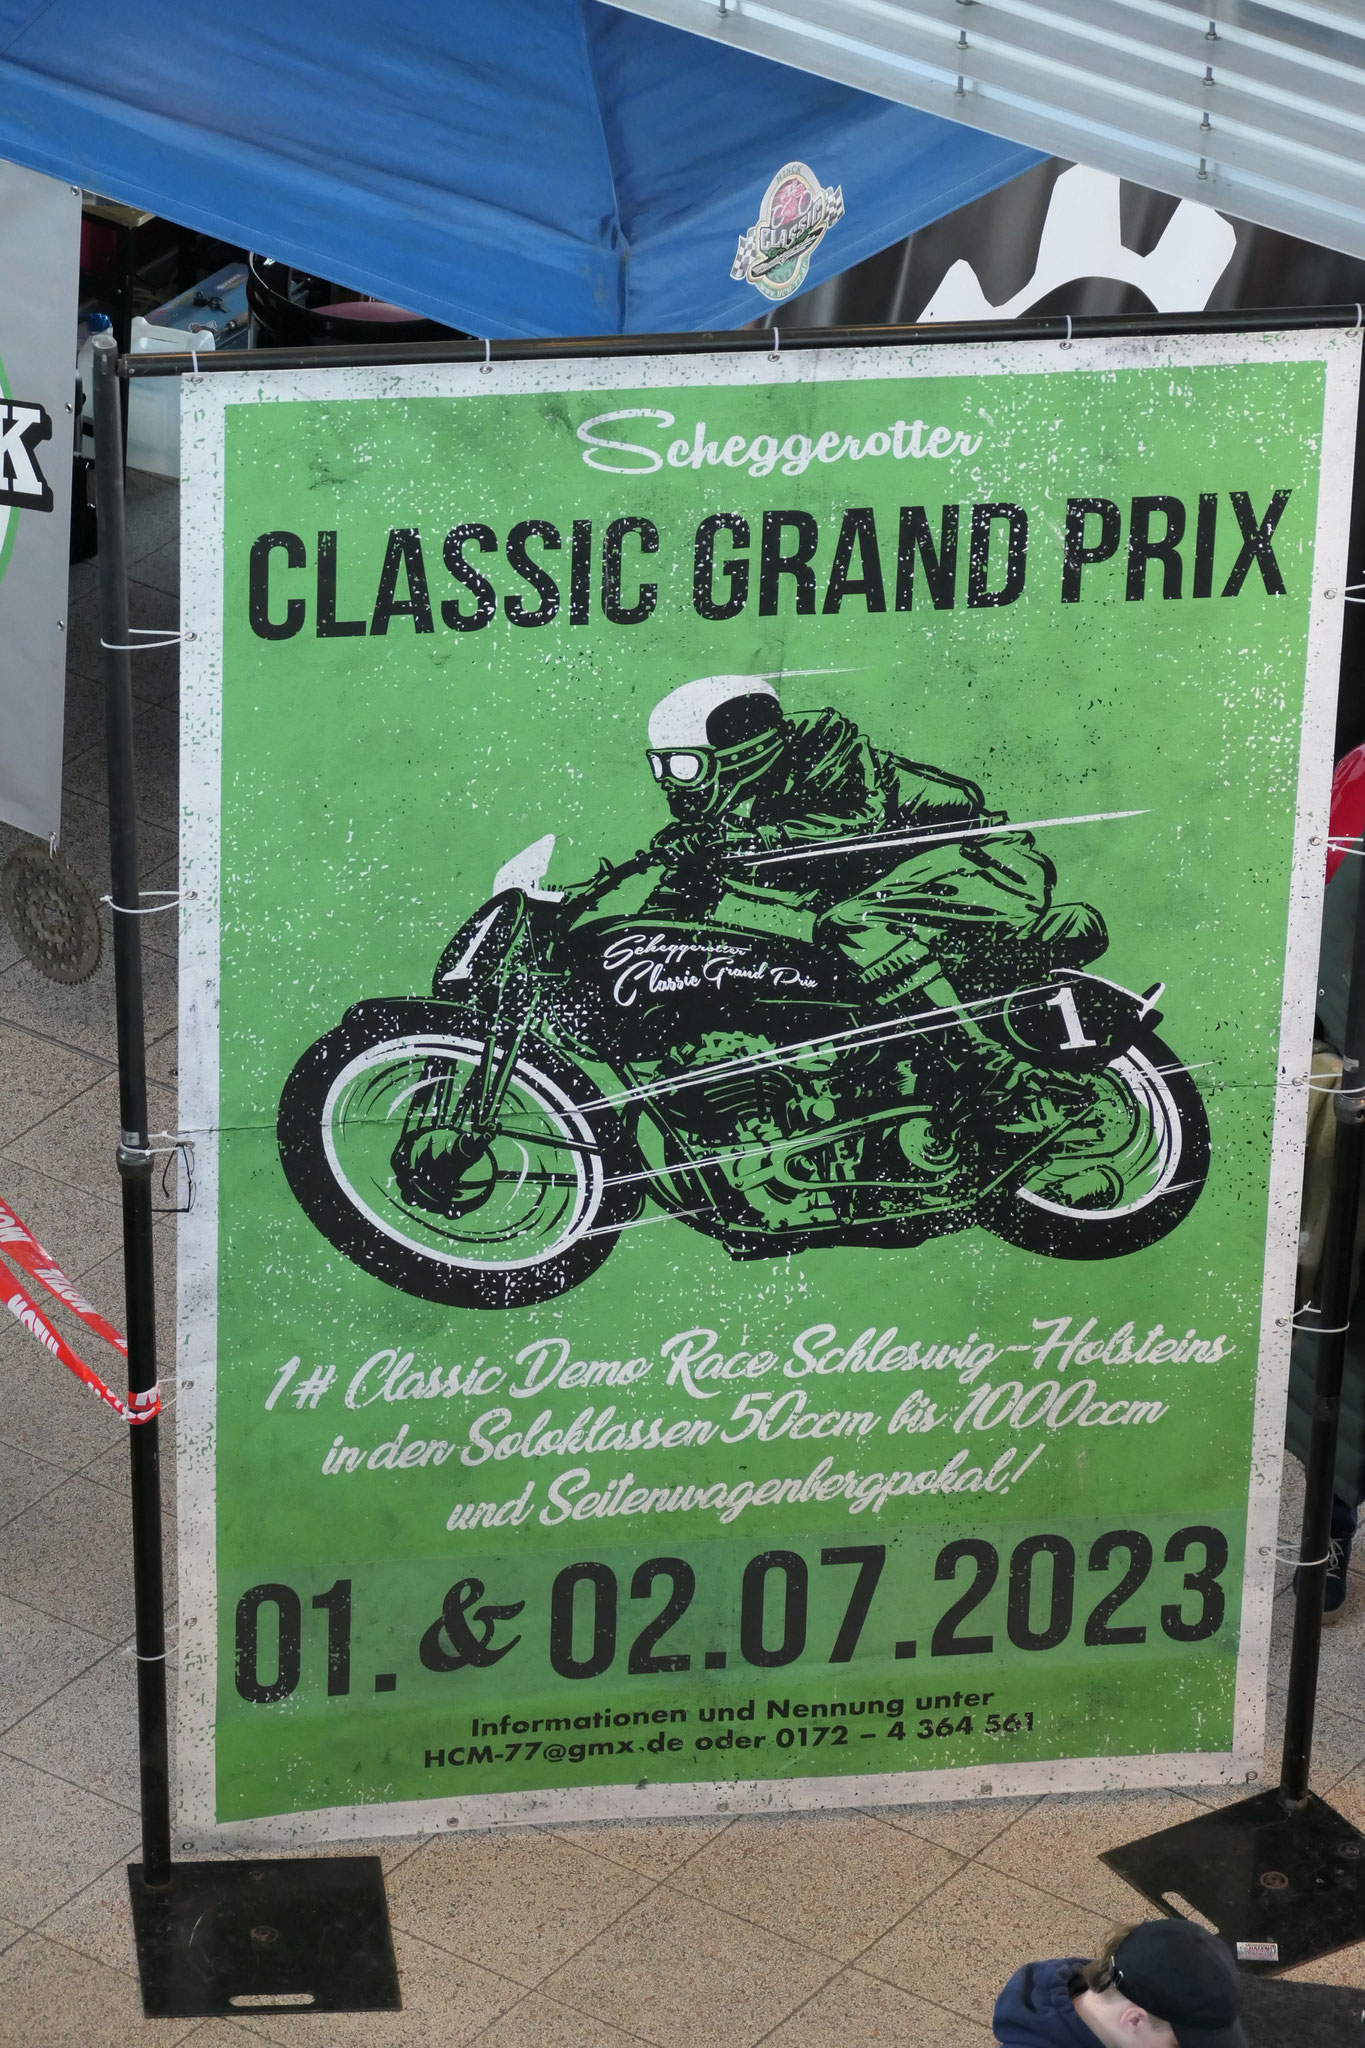 HARCK
CLASSIC
K
Scheggerotter
CLASSIC GRAND PRIX
1
Scheggerotter
Classic Grand Prix
1
1# Classic Demo Race Schleswig-Holsteins
in den Soloklassen 50ccm bis 1000ccm
und Seitenwagenbergpokal!
01. & 02.07.2023
Informationen und Nennung unter
HCM-77@gmx.de oder 0172 – 4 364 561